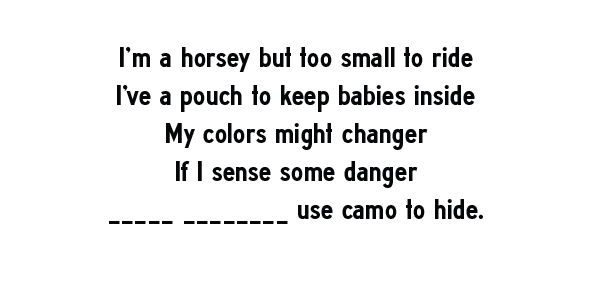 I'm a horsey but too small to ride
I've a pouch to keep babies inside
My colors might changer
If I sense some danger
_____ ________ use camo to hide.